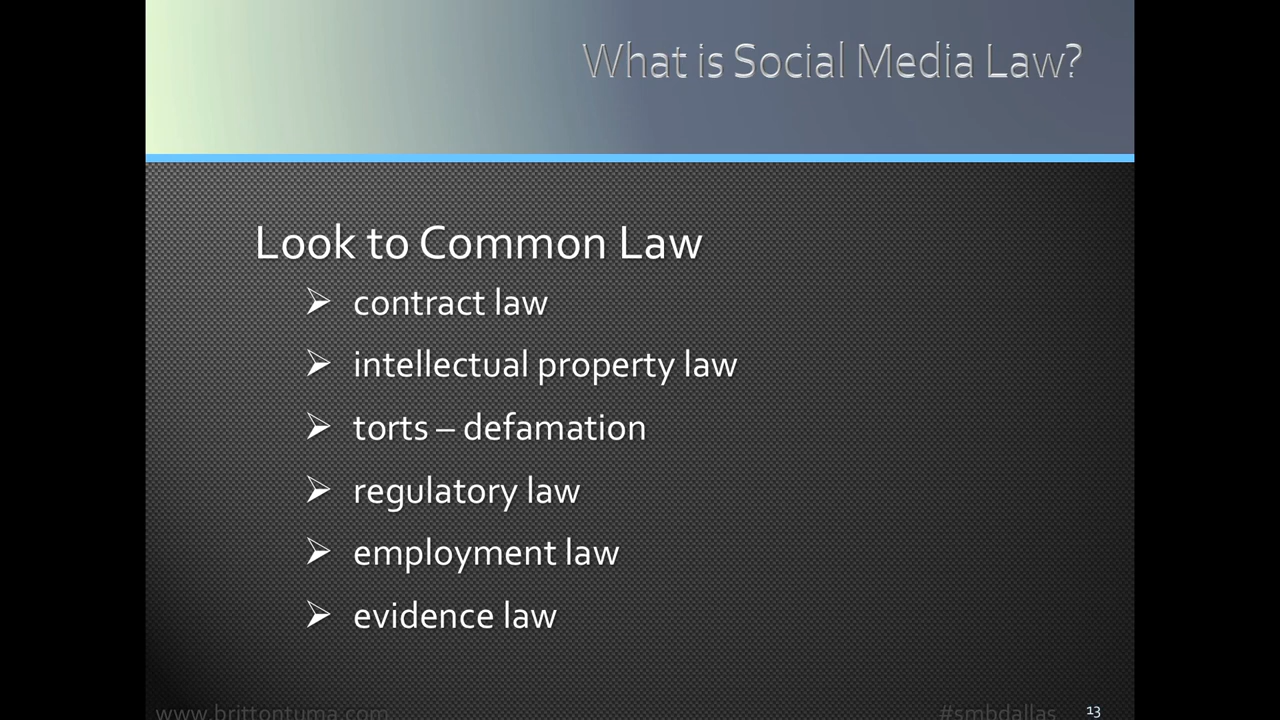 What is Social Media Law?
Look to Common Law
➢ contract law
➢ intellectual property law
➢ torts – defamation
➢ regulatory law
➢ employment law
➢ evidence law
www.brittontuma.com
#smbdallas
13